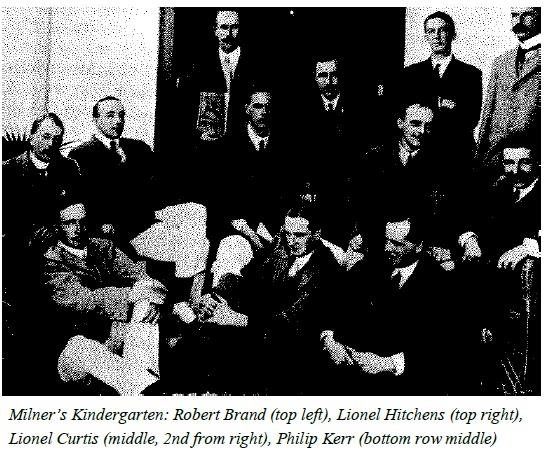 Milner's Kindergarten: Robert Brand (top left), Lionel Hitchens (top right),
Lionel Curtis (middle, 2nd from right), Philip Kerr (bottom row middle)